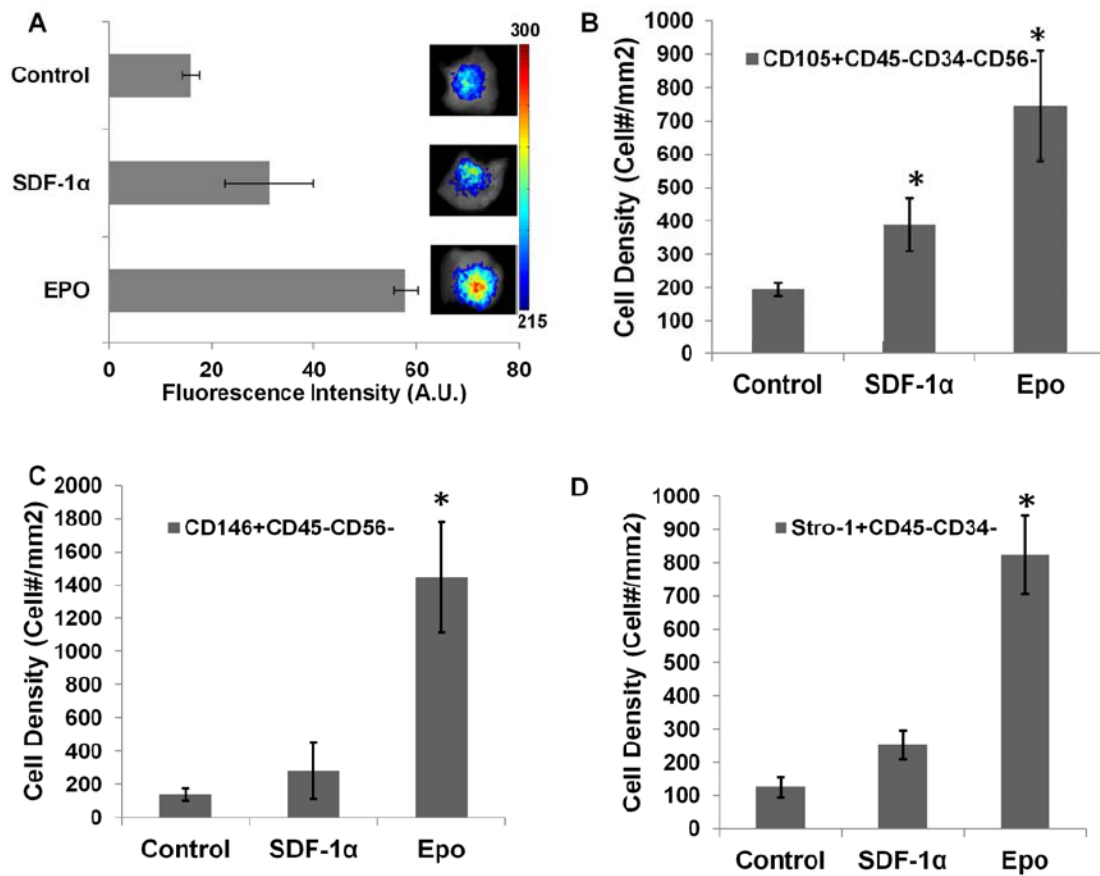 A
Control
SDF-1α
EPO
300
215
0 20 40 60 80
Fluorescence Intensity (A.U.)
B
Cell Density (Cell#/mm2)
1000
900
800
700
600
500
400
300
200
100
0
CD105+CD45-CD34-CD56-
*
*
Control SDF-1α Epo
C
Cell Density (Cell#/mm2)
2000
1800
1600
1400
1200
1000
800
600
400
200
0
CD146+CD45-CD56-
*
Control SDF-1α Epo
D
Cell Density (Cell#/mm2)
1000
900
800
700
600
500
400
300
200
100
0
Stro-1+CD45-CD34-
*
Control SDF-1α Epo